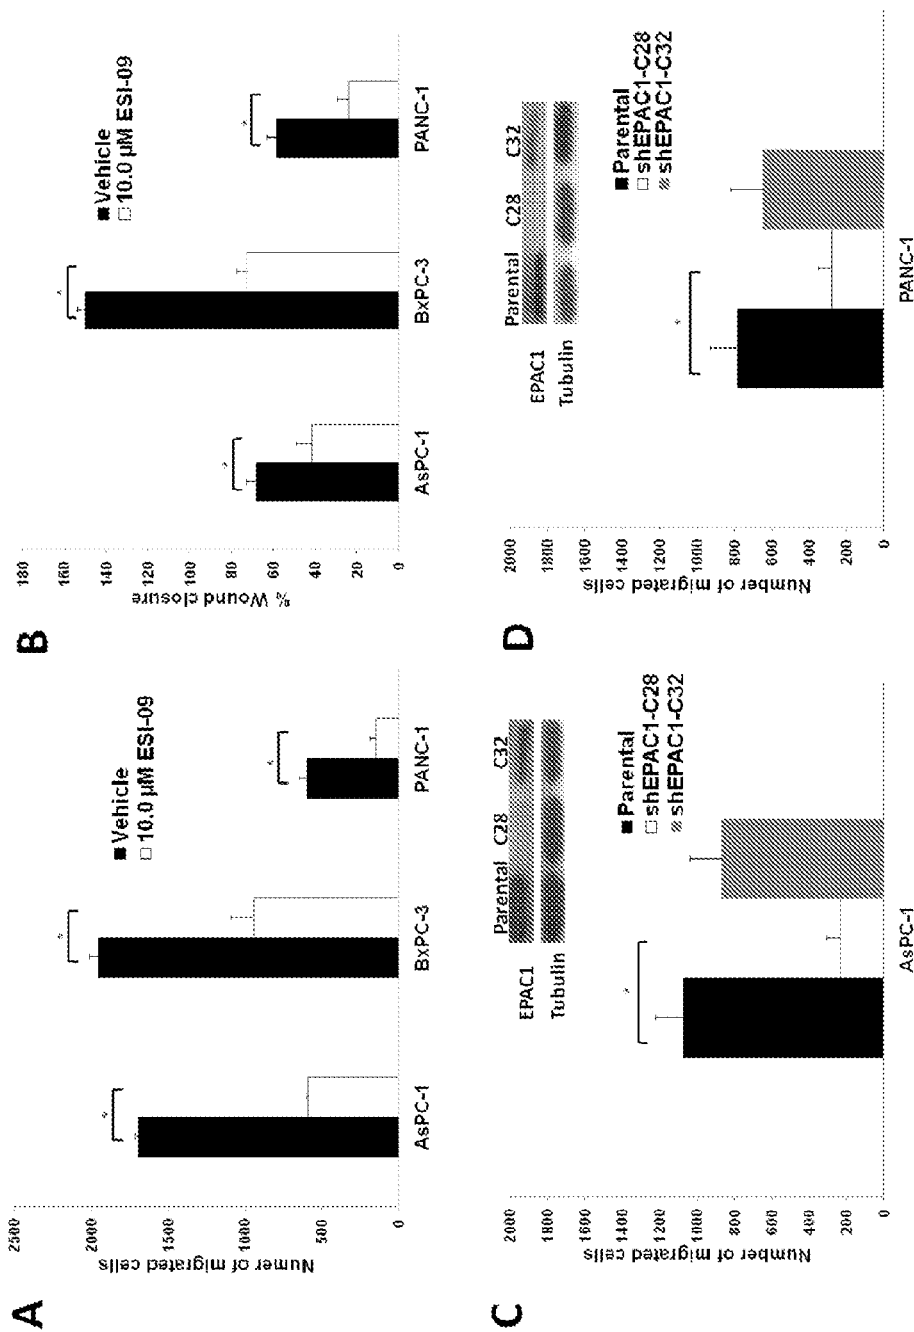 A
Numer of migrated cells
2500
2000
1500
1000
500
0
■ Vehicle
□ 10.0 µM ESI-09
*
*
*
AsPC-1
BxPC-3
PANC-1
B
% Wound closure
180
160
140
120
100
80
60
40
20
0
■ Vehicle
□ 10.0 µM ESI-09
*
*
*
AsPC-1
BxPC-3
PANC-1
C
Number of migrated cells
2000
1800
1600
1400
1200
1000
800
600
400
200
0
Parental C28 C32
EPAC1
Tubulin
■ Parental
□ shEPAC1-C28
▨ shEPAC1-C32
*
AsPC-1
D
Number of migrated cells
2000
1800
1600
1400
1200
1000
800
600
400
200
0
Parental C28 C32
EPAC1
Tubulin
■ Parental
□ shEPAC1-C28
▨ shEPAC1-C32
*
PANC-1